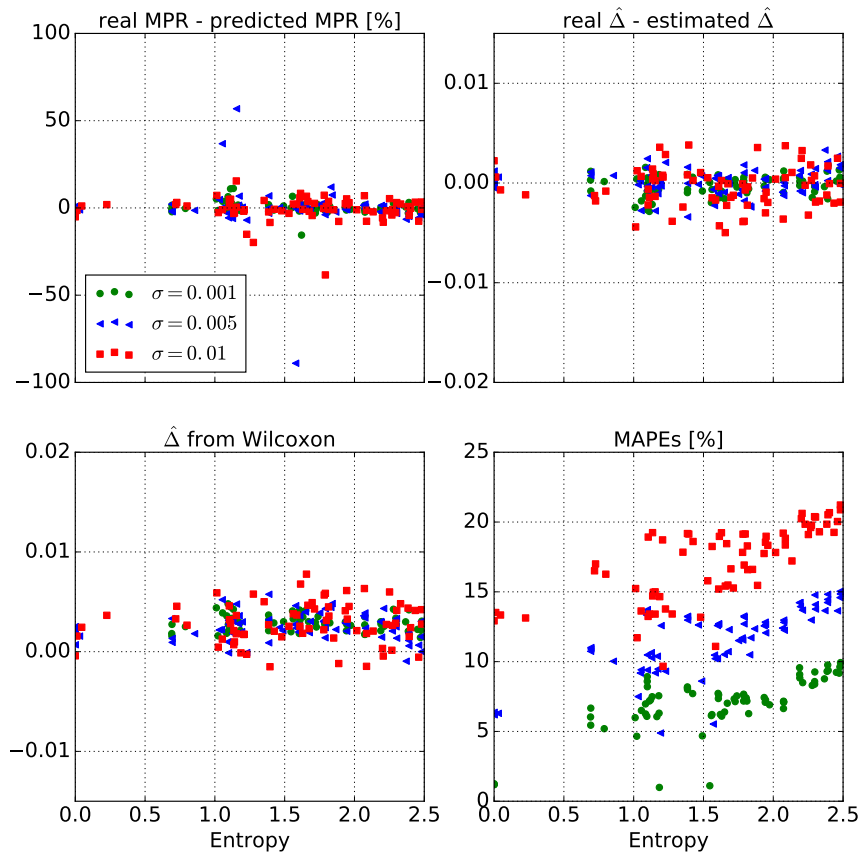 real MPR - predicted MPR [%]
100
50
0
−50
−100
σ = 0.001
σ = 0.005
σ = 0.01
real Δ̂ - estimated Δ̂
0.01
0.00
−0.01
−0.02
Δ̂ from Wilcoxon
0.02
0.01
0.00
−0.01
0.0 0.5 1.0 1.5 2.0 2.5
Entropy
MAPEs [%]
25
20
15
10
5
0
0.0 0.5 1.0 1.5 2.0 2.5
Entropy